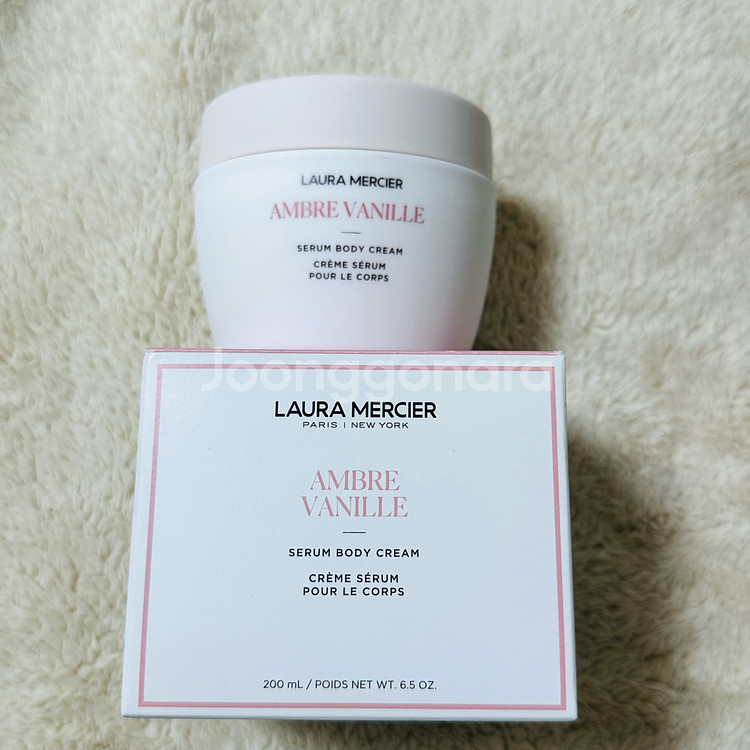 LAURA MERCIER
AMBRE VANILLE
SERUM BODY CREAM
CRÈME SÉRUM
POUR LE CORPS
Joonggonara
LAURA MERCIER
PARIS | NEW YORK
AMBRE
VANILLE
SERUM BODY CREAM
CRÈME SÉRUM
POUR LE CORPS
200 mL / POIDS NET WT. 6.5 OZ.